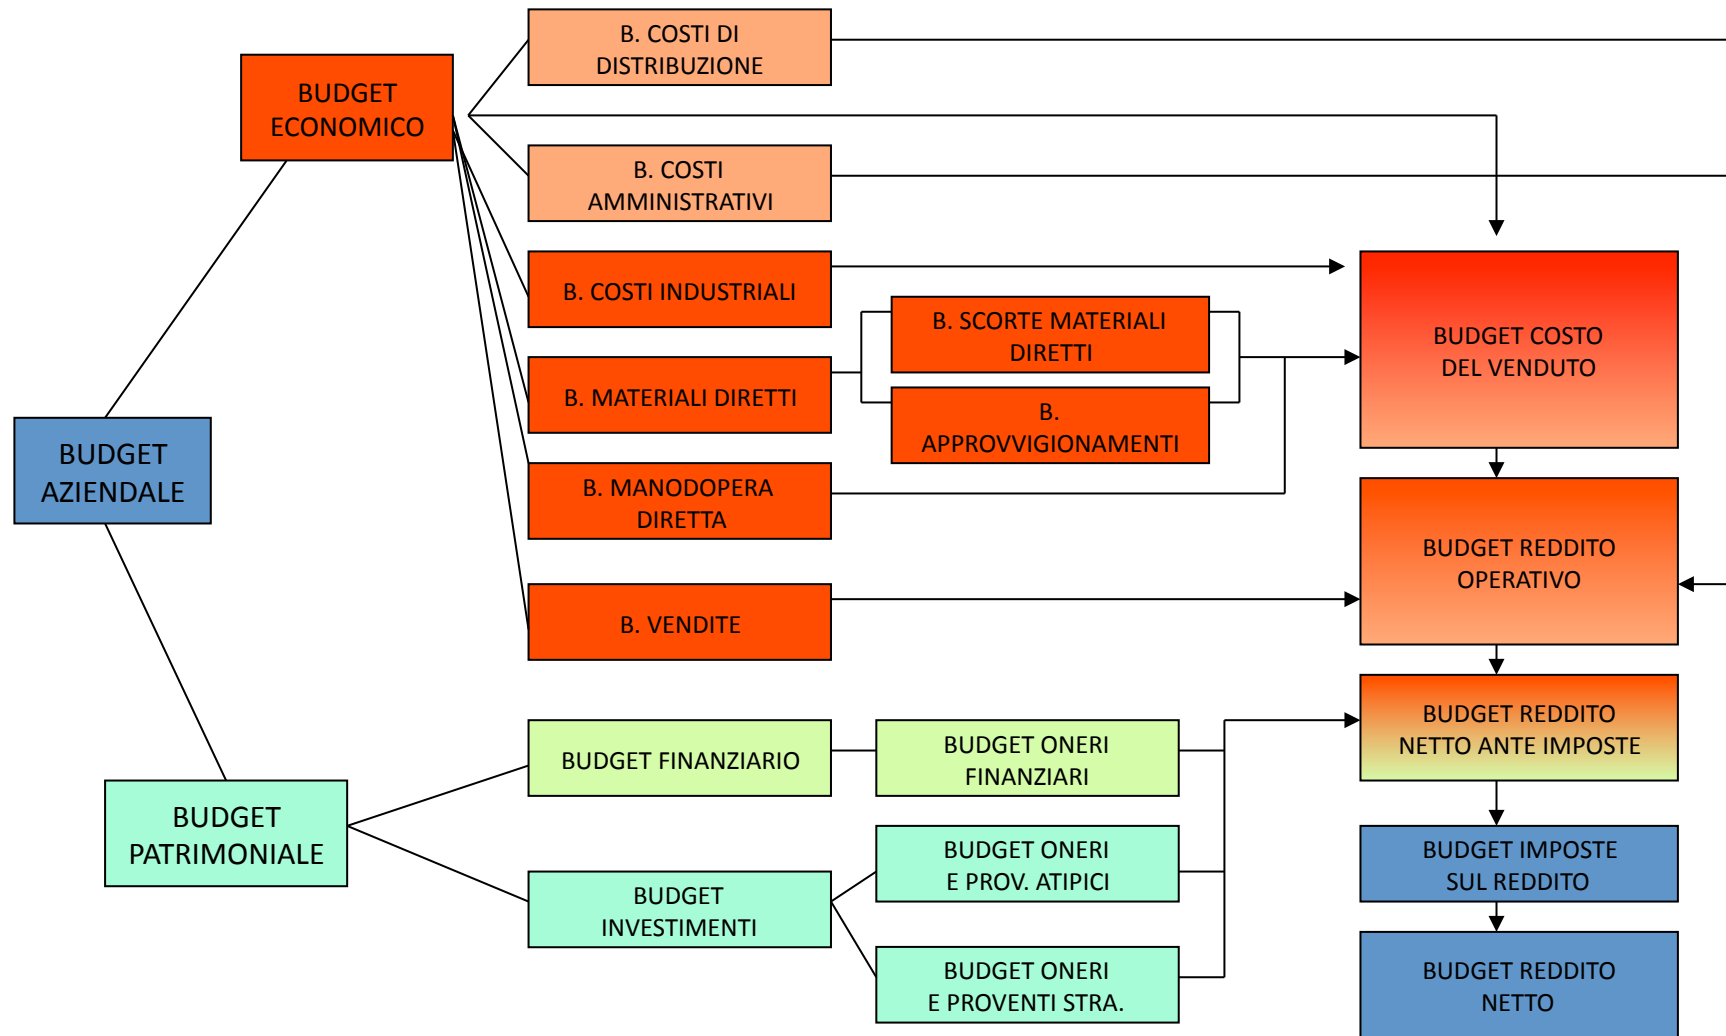 B. COSTI DI
DISTRIBUZIONE
BUDGET
ECONOMICO
B. COSTI
AMMINISTRATIVI
B. COSTI INDUSTRIALI
B. SCORTE MATERIALI
DIRETTI
BUDGET COSTO
DEL VENDUTO
B. MATERIALI DIRETTI
B.
APPROVVIGIONAMENTI
BUDGET
AZIENDALE
B. MANODOPERA
DIRETTA
BUDGET REDDITO
OPERATIVO
B. VENDITE
BUDGET REDDITO
NETTO ANTE IMPOSTE
BUDGET FINANZIARIO
BUDGET ONERI
FINANZIARI
BUDGET
PATRIMONIALE
BUDGET ONERI
E PROV. ATIPICI
BUDGET IMPOSTE
SUL REDDITO
BUDGET
INVESTIMENTI
BUDGET ONERI
E PROVENTI STRA.
BUDGET REDDITO
NETTO